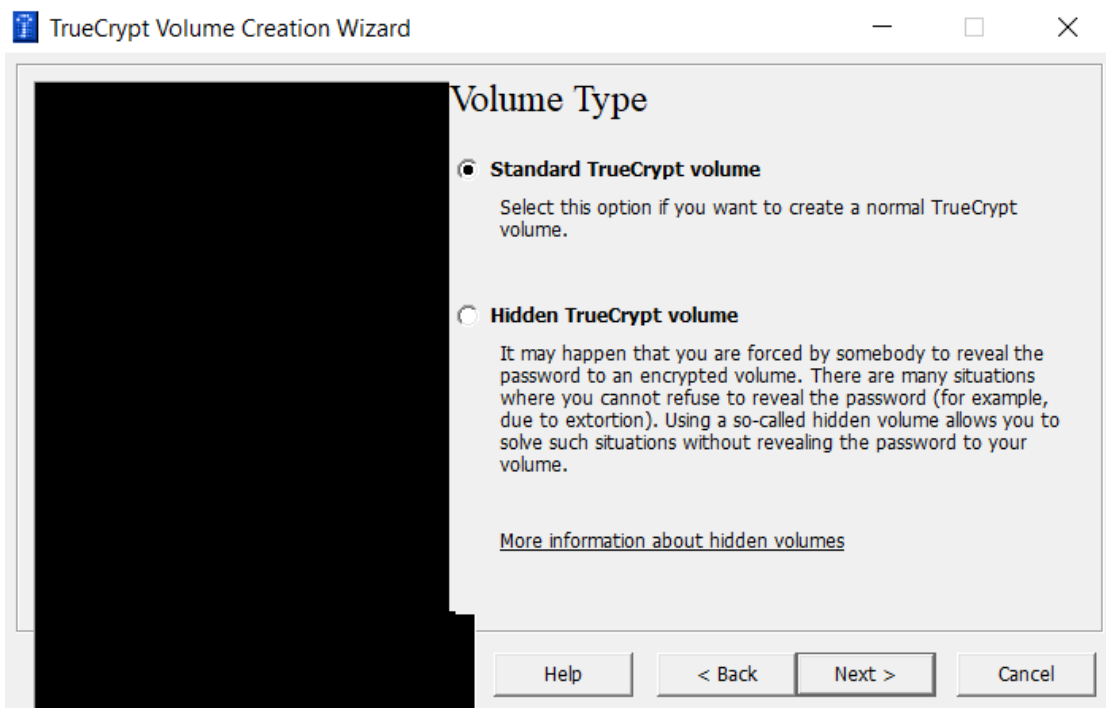 TrueCrypt Volume Creation Wizard
Volume Type
Standard TrueCrypt volume
Select this option if you want to create a normal TrueCrypt
volume.
Hidden TrueCrypt volume
It may happen that you are forced by somebody to reveal the
password to an encrypted volume. There are many situations
where you cannot refuse to reveal the password (for example,
due to extortion). Using a so-called hidden volume allows you to
solve such situations without revealing the password to your
volume.
More information about hidden volumes
Help < Back Next > Cancel